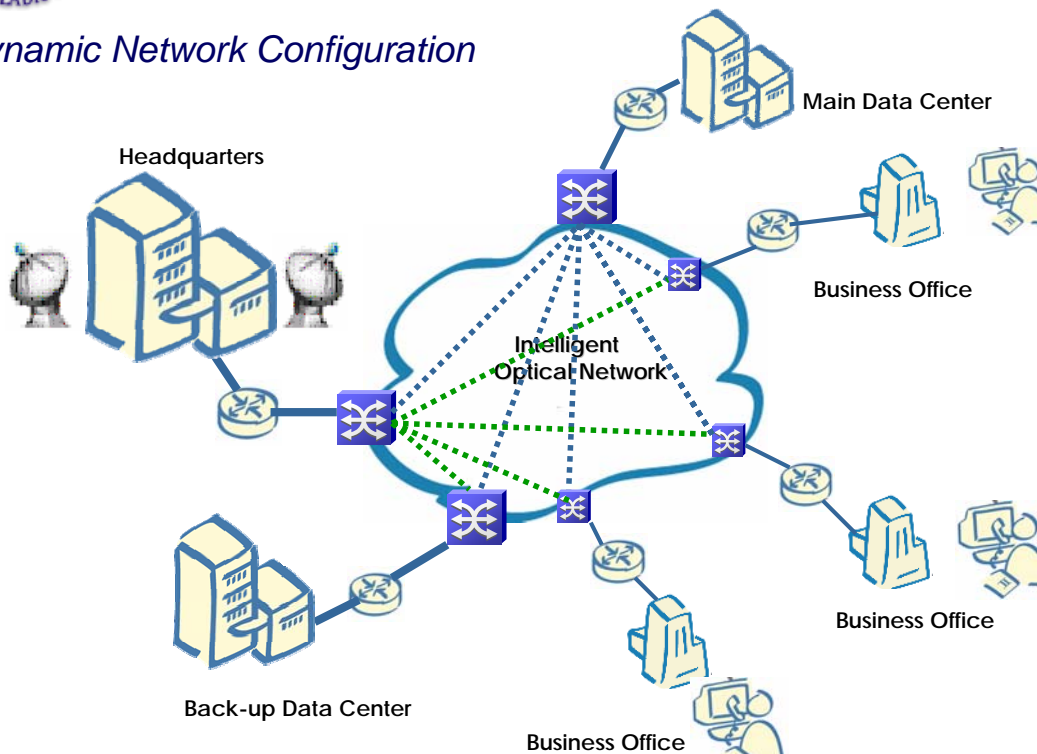 ynamic Network Configuration
Main Data Center
Headquarters
Business Office
Intelligent
Optical Network
Business Office
Back-up Data Center
Business Office